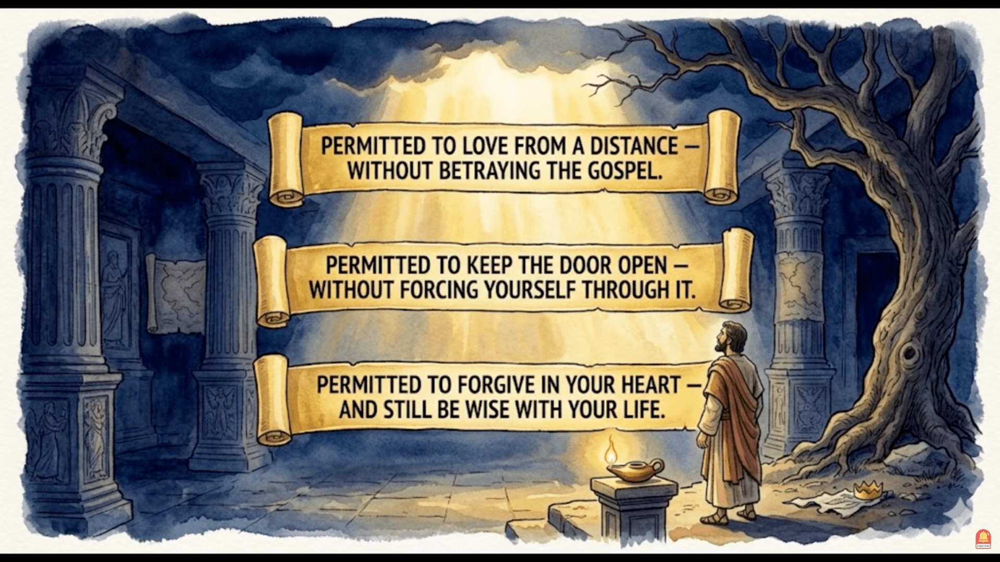 PERMITTED TO LOVE FROM A DISTANCE —
WITHOUT BETRAYING THE GOSPEL.
PERMITTED TO KEEP THE DOOR OPEN —
WITHOUT FORCING YOURSELF THROUGH IT.
PERMITTED TO FORGIVE IN YOUR HEART —
AND STILL BE WISE WITH YOUR LIFE.
SUBSCRIBE